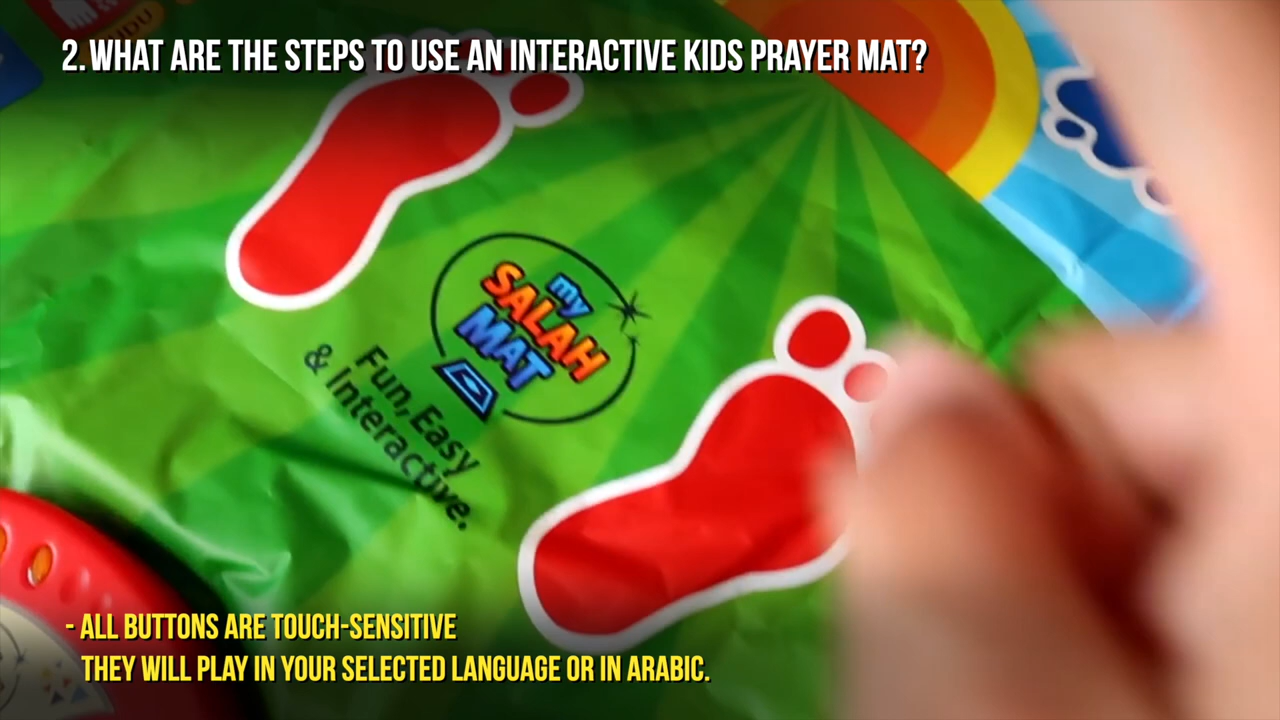 2. WHAT ARE THE STEPS TO USE AN INTERACTIVE KIDS PRAYER MAT?
my
SALAH
MAT
Fun, Easy
& Interactive.
- ALL BUTTONS ARE TOUCH-SENSITIVE
THEY WILL PLAY IN YOUR SELECTED LANGUAGE OR IN ARABIC.